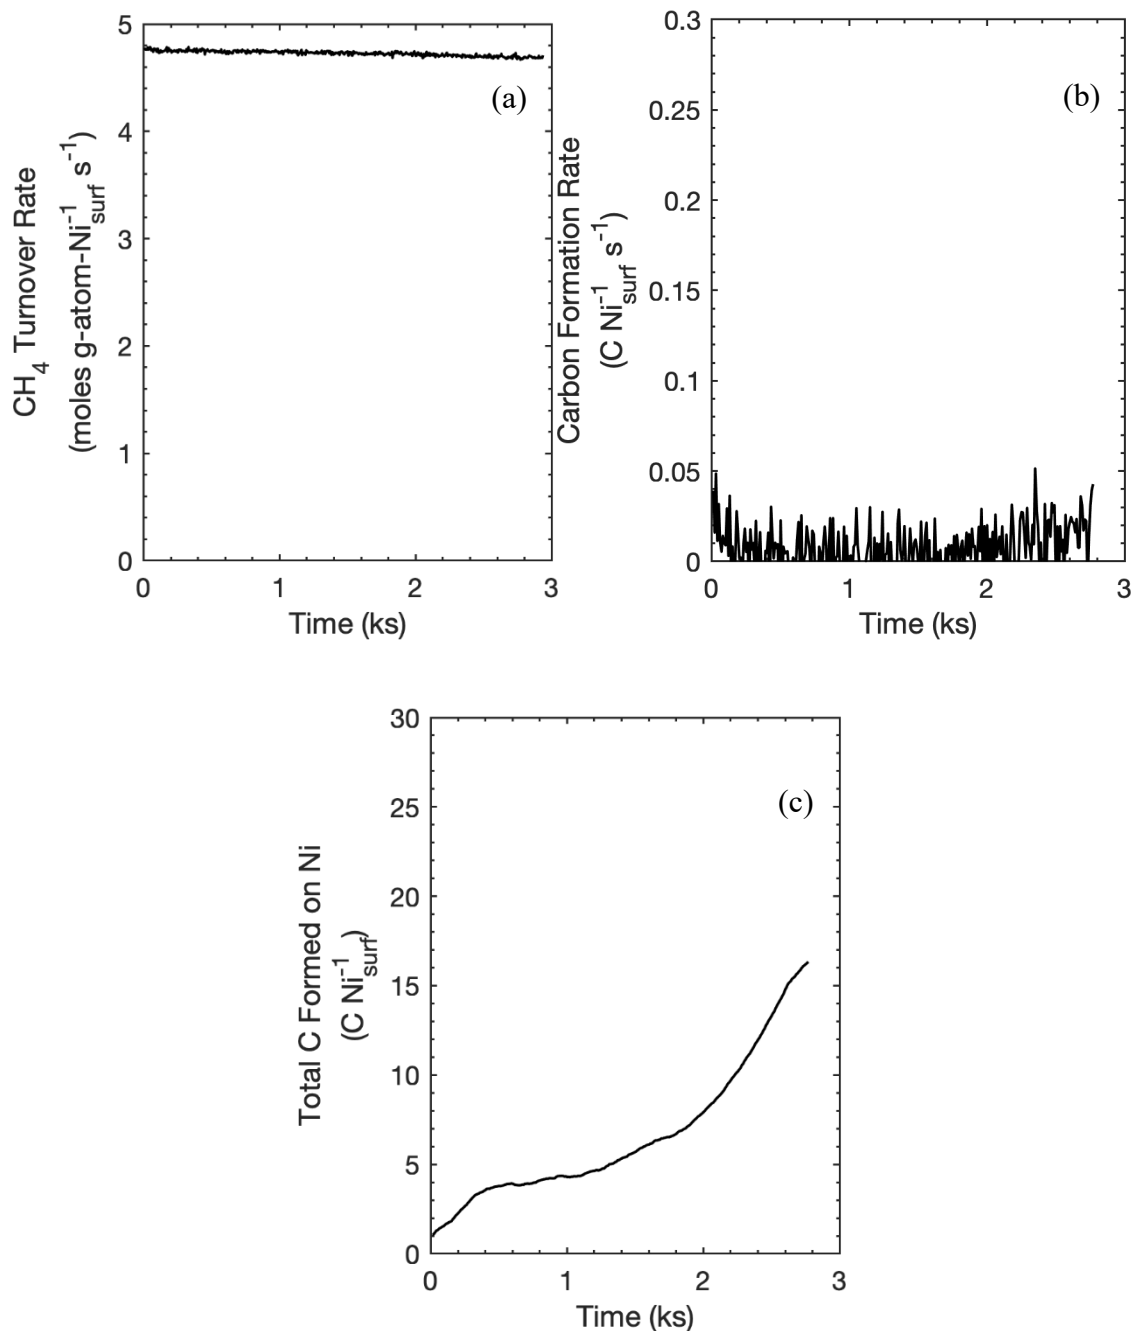 CH₄ Turnover Rate
(moles g-atom-Ni⁻¹surf s⁻¹)
5
4
3
2
1
0
(a)
0 1 2 3
Time (ks)
Carbon Formation Rate
(C Ni⁻¹surf s⁻¹)
0.3
0.25
0.2
0.15
0.1
0.05
0
(b)
0 1 2 3
Time (ks)
Total C Formed on Ni
(C Ni⁻¹surf)
30
25
20
15
10
5
0
(c)
0 1 2 3
Time (ks)